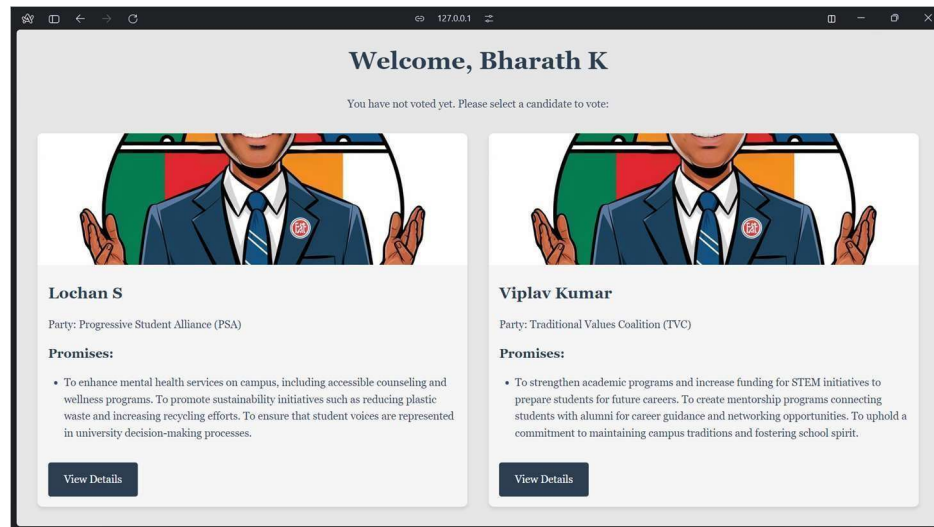 127.0.0.1
Welcome, Bharath K
You have not voted yet. Please select a candidate to vote:
Lochan S
Party: Progressive Student Alliance (PSA)
Promises:
• To enhance mental health services on campus, including accessible counseling and
wellness programs. To promote sustainability initiatives such as reducing plastic
waste and increasing recycling efforts. To ensure that student voices are represented
in university decision-making processes.
View Details
Viplav Kumar
Party: Traditional Values Coalition (TVC)
Promises:
• To strengthen academic programs and increase funding for STEM initiatives to
prepare students for future careers. To create mentorship programs connecting
students with alumni for career guidance and networking opportunities. To uphold a
commitment to maintaining campus traditions and fostering school spirit.
View Details